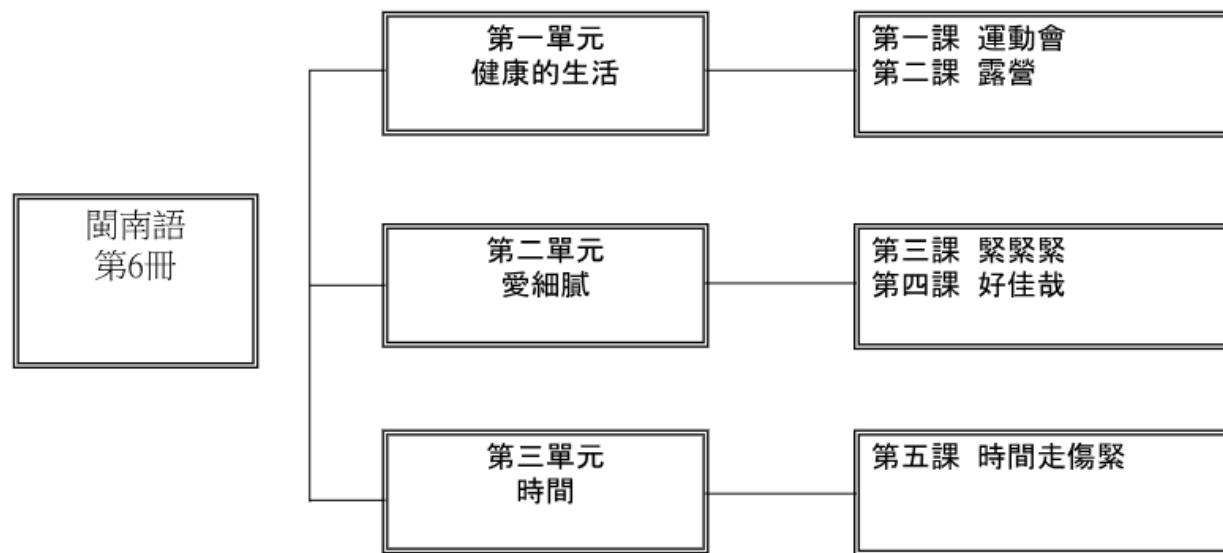 閩南語
第6冊
第一單元
健康的生活
第一課 運動會
第二課 露營
第二單元
愛細膩
第三課 緊緊緊
第四課 好佳哉
第三單元
時間
第五課 時間走傷緊